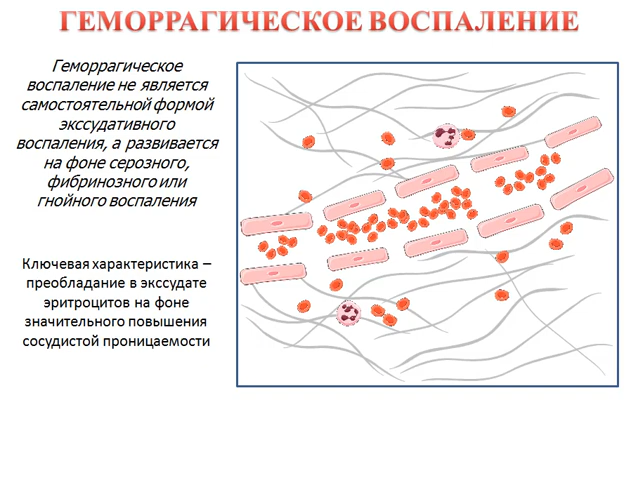 ГЕМОРРАГИЧЕСКОЕ ВОСПАЛЕНИЕ
Геморрагическое
воспаление не является
самостоятельной формой
экссудативного
воспаления, а развивается
на фоне серозного,
фибринозного или
гнойного воспаления
Ключевая характеристика –
преобладание в экссудате
эритроцитов на фоне
значительного повышения
сосудистой проницаемости